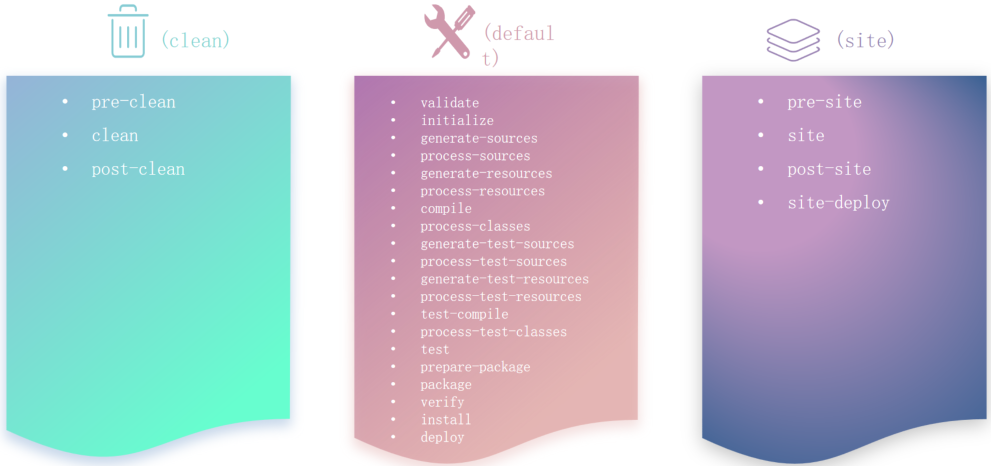 (clean)
• pre-clean
• clean
• post-clean
(defaul
t)
• validate
• initialize
• generate-sources
• process-sources
• generate-resources
• process-resources
• compile
• process-classes
• generate-test-sources
• process-test-sources
• generate-test-resources
• process-test-resources
• test-compile
• process-test-classes
• test
• prepare-package
• package
• verify
• install
• deploy
(site)
• pre-site
• site
• post-site
• site-deploy